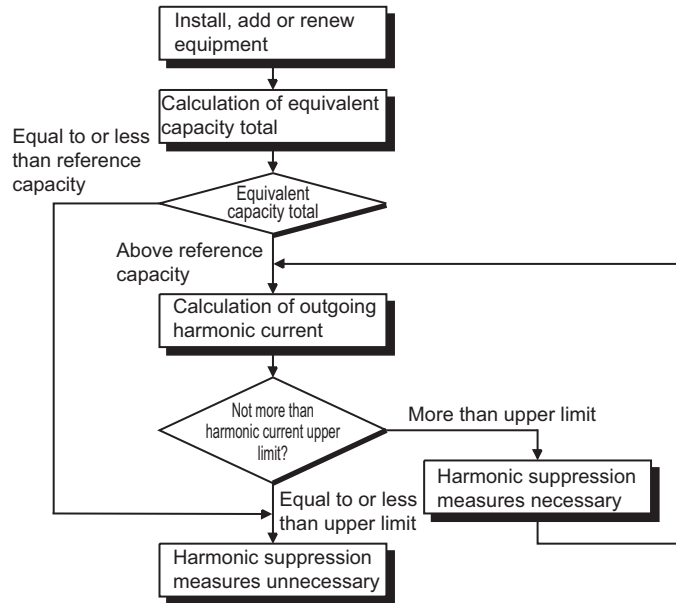 Install, add or renew
equipment
Calculation of equivalent
capacity total
Equal to or less
than reference
capacity
Equivalent
capacity total
Above reference
capacity
Calculation of outgoing
harmonic current
Not more than
harmonic current upper
limit?
More than upper limit
Harmonic suppression
measures necessary
Equal to or less
than upper limit
Harmonic suppression
measures unnecessary